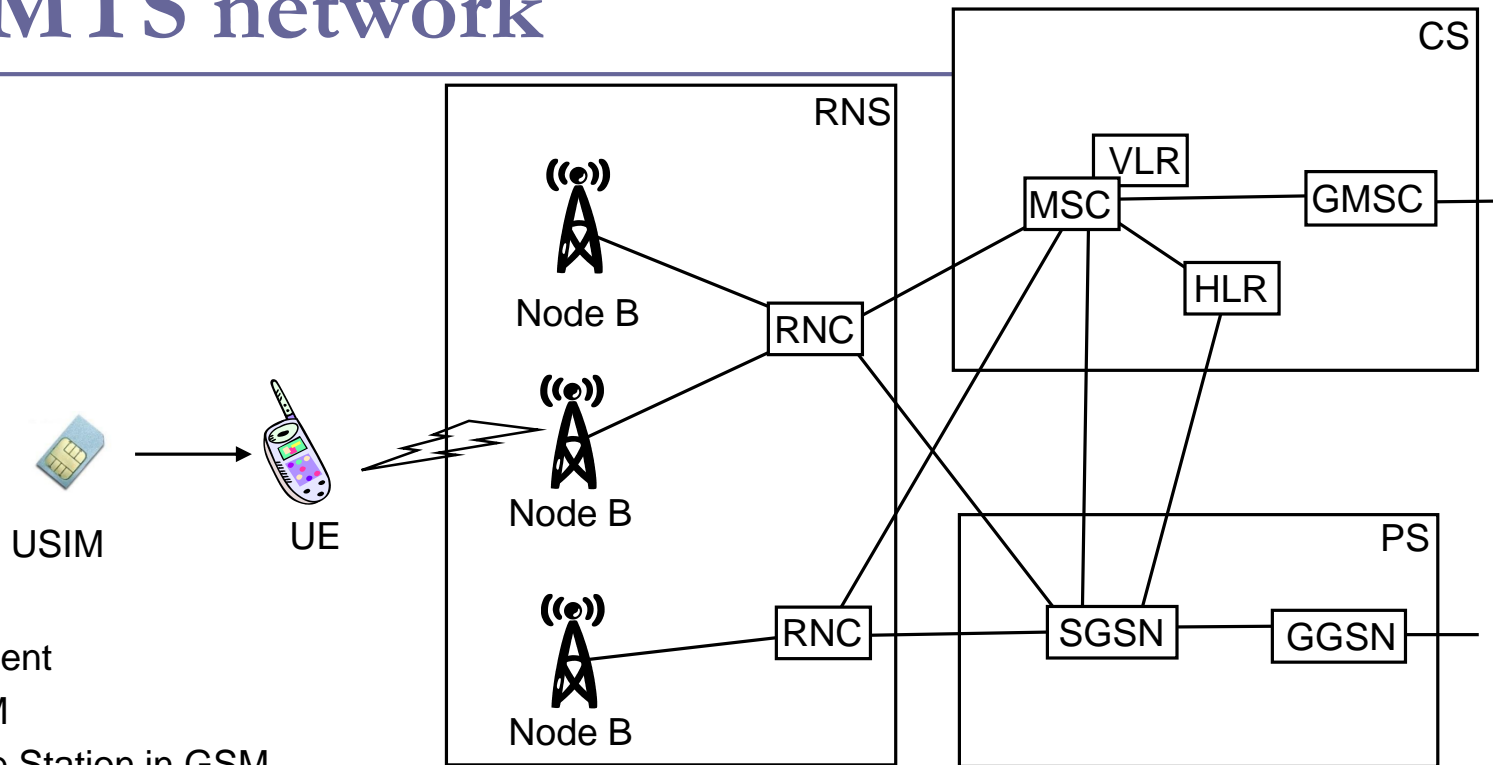 MTS network
CS
RNS
VLR
MSC
GMSC
HLR
Node B
RNC
USIM
UE
Node B
PS
RNC
SGSN
GGSN
Node B
ent
M
Station in GSM